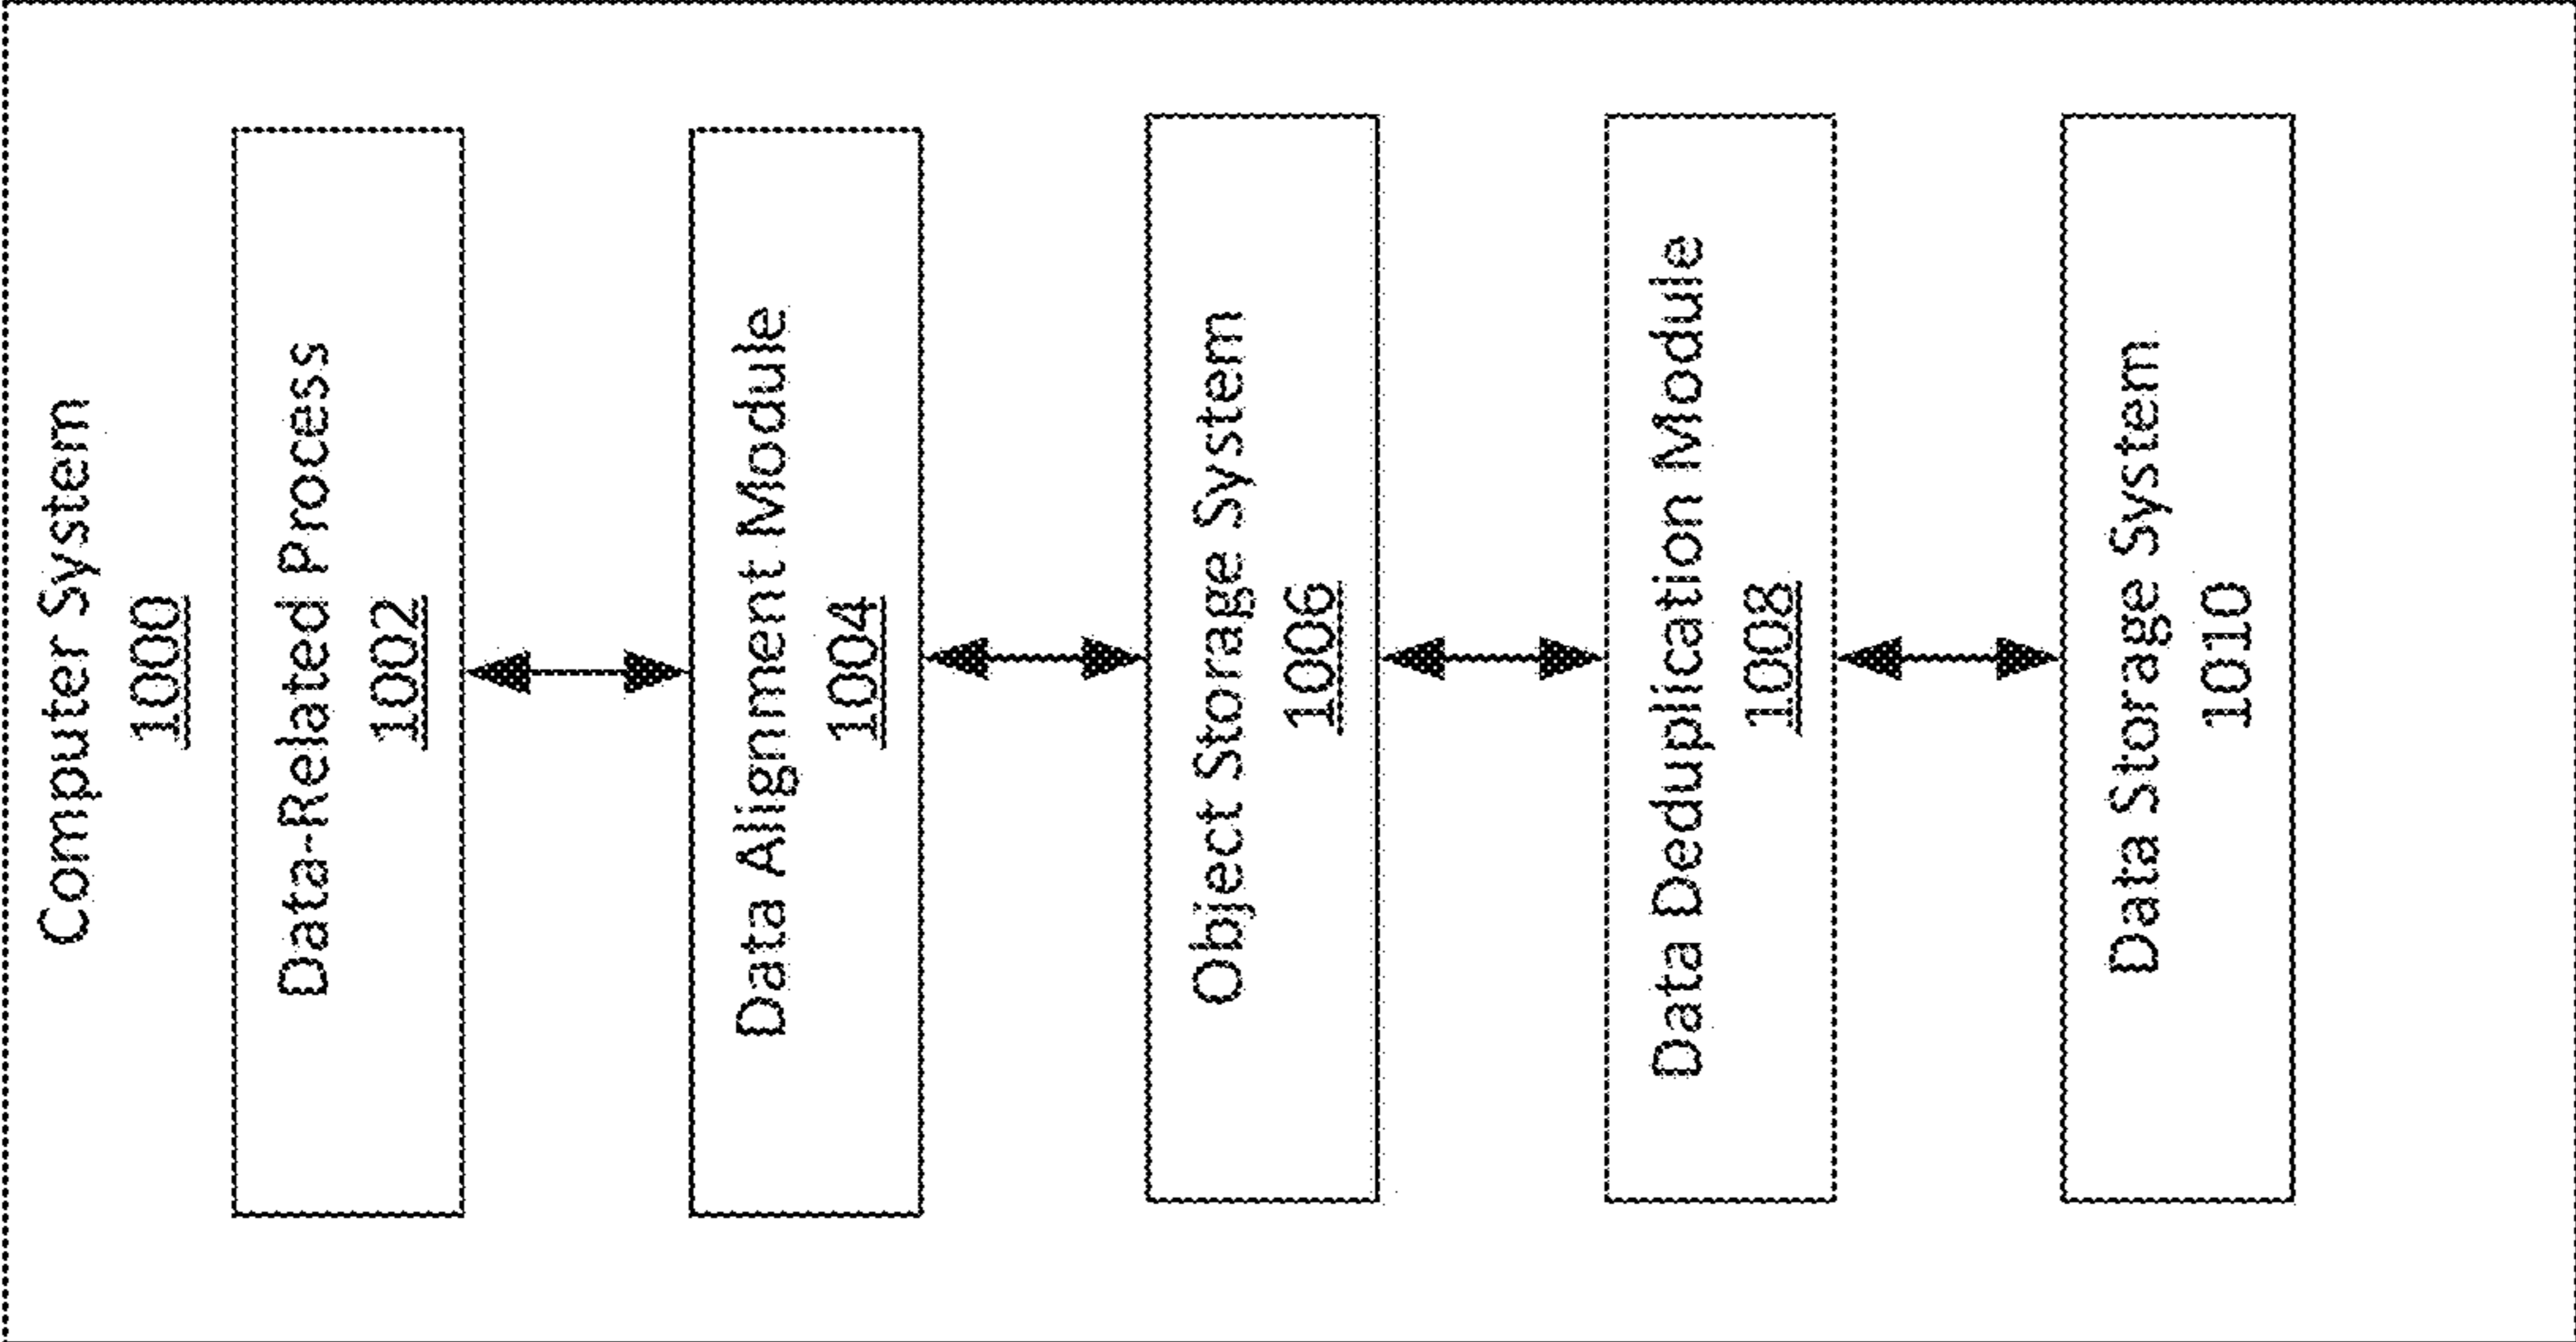 Computer System
1000
Data-Related Process
1002
Data Alignment Module
1004
Object Storage System
1006
Data Deduplication Module
1008
Data Storage System
1010